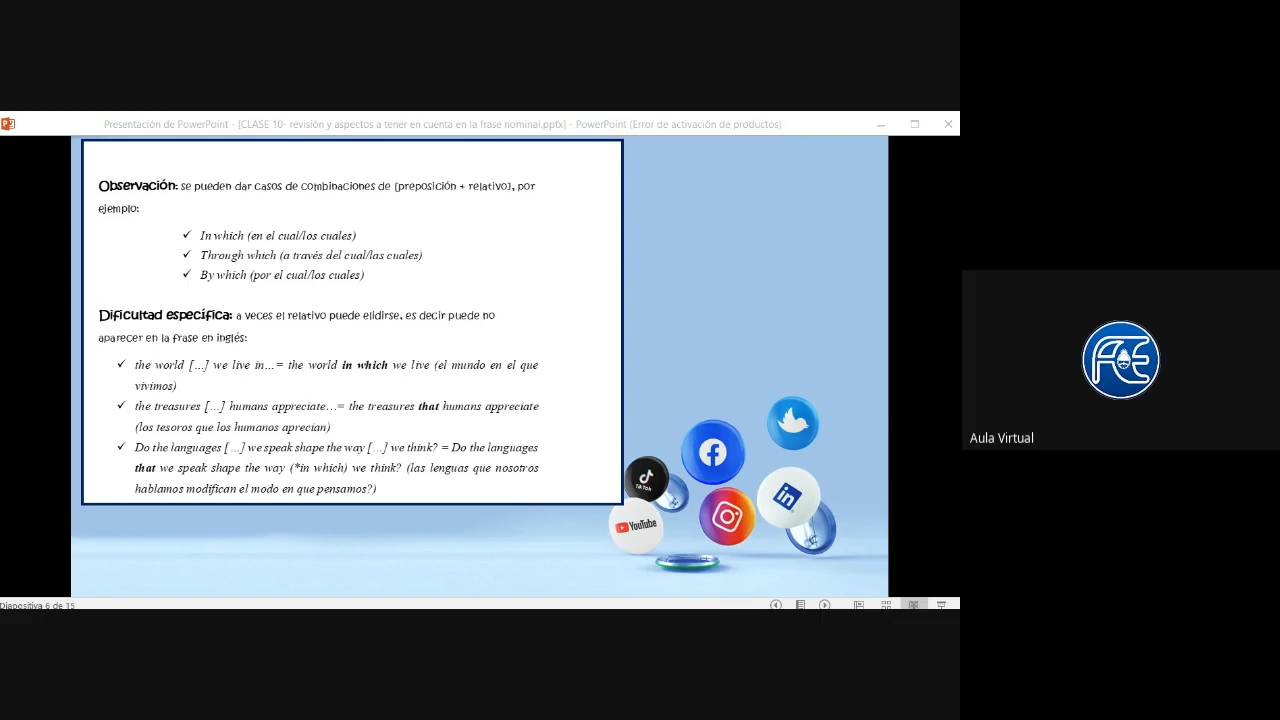 Presentación de PowerPoint - [CLASE 10- revisión y aspectos a tener en cuenta en la frase nominal.pptx] - PowerPoint (Error de activación de productos)
Observación: se pueden dar casos de combinaciones de [preposición + relativo], por
ejemplo:
✓ In which (en el cual/los cuales)
✓ Through which (a través del cual/las cuales)
✓ By which (por el cual/los cuales)
Dificultad específica: a veces el relativo puede elidirse, es decir puede no
aparecer en la frase en inglés:
✓ the world [...] we live in...= the world in which we live (el mundo en el que
vivimos)
✓ the treasures [...] humans appreciate...= the treasures that humans appreciate
(los tesoros que los humanos aprecian)
✓ Do the languages [...] we speak shape the way [...] we think? = Do the languages
that we speak shape the way (*in which) we think? (las lenguas que nosotros
hablamos modifican el modo en que pensamos?)
TikTok
YouTube
in
Aula Virtual
Diapositiva 6 de 15